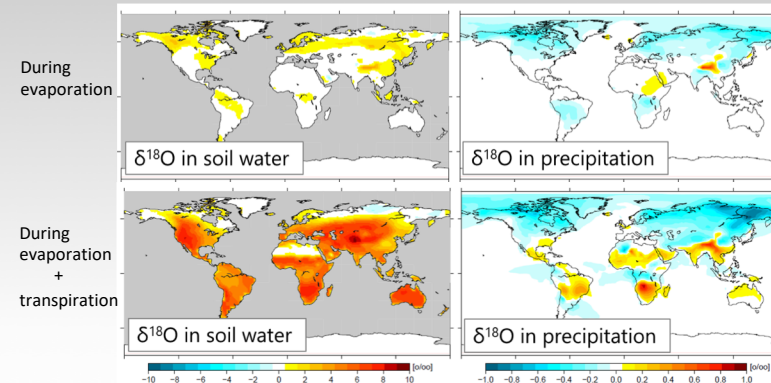 During
evaporation
δ¹⁸O in soil water
δ¹⁸O in precipitation
During
evaporation
+
transpiration
δ¹⁸O in soil water
δ¹⁸O in precipitation
−10 −8 −6 −4 −2 0 2 4 6 8 10 [o/oo]
−1.0 −0.8 −0.6 −0.4 −0.2 0.0 0.2 0.4 0.6 0.8 1.0 [o/oo]